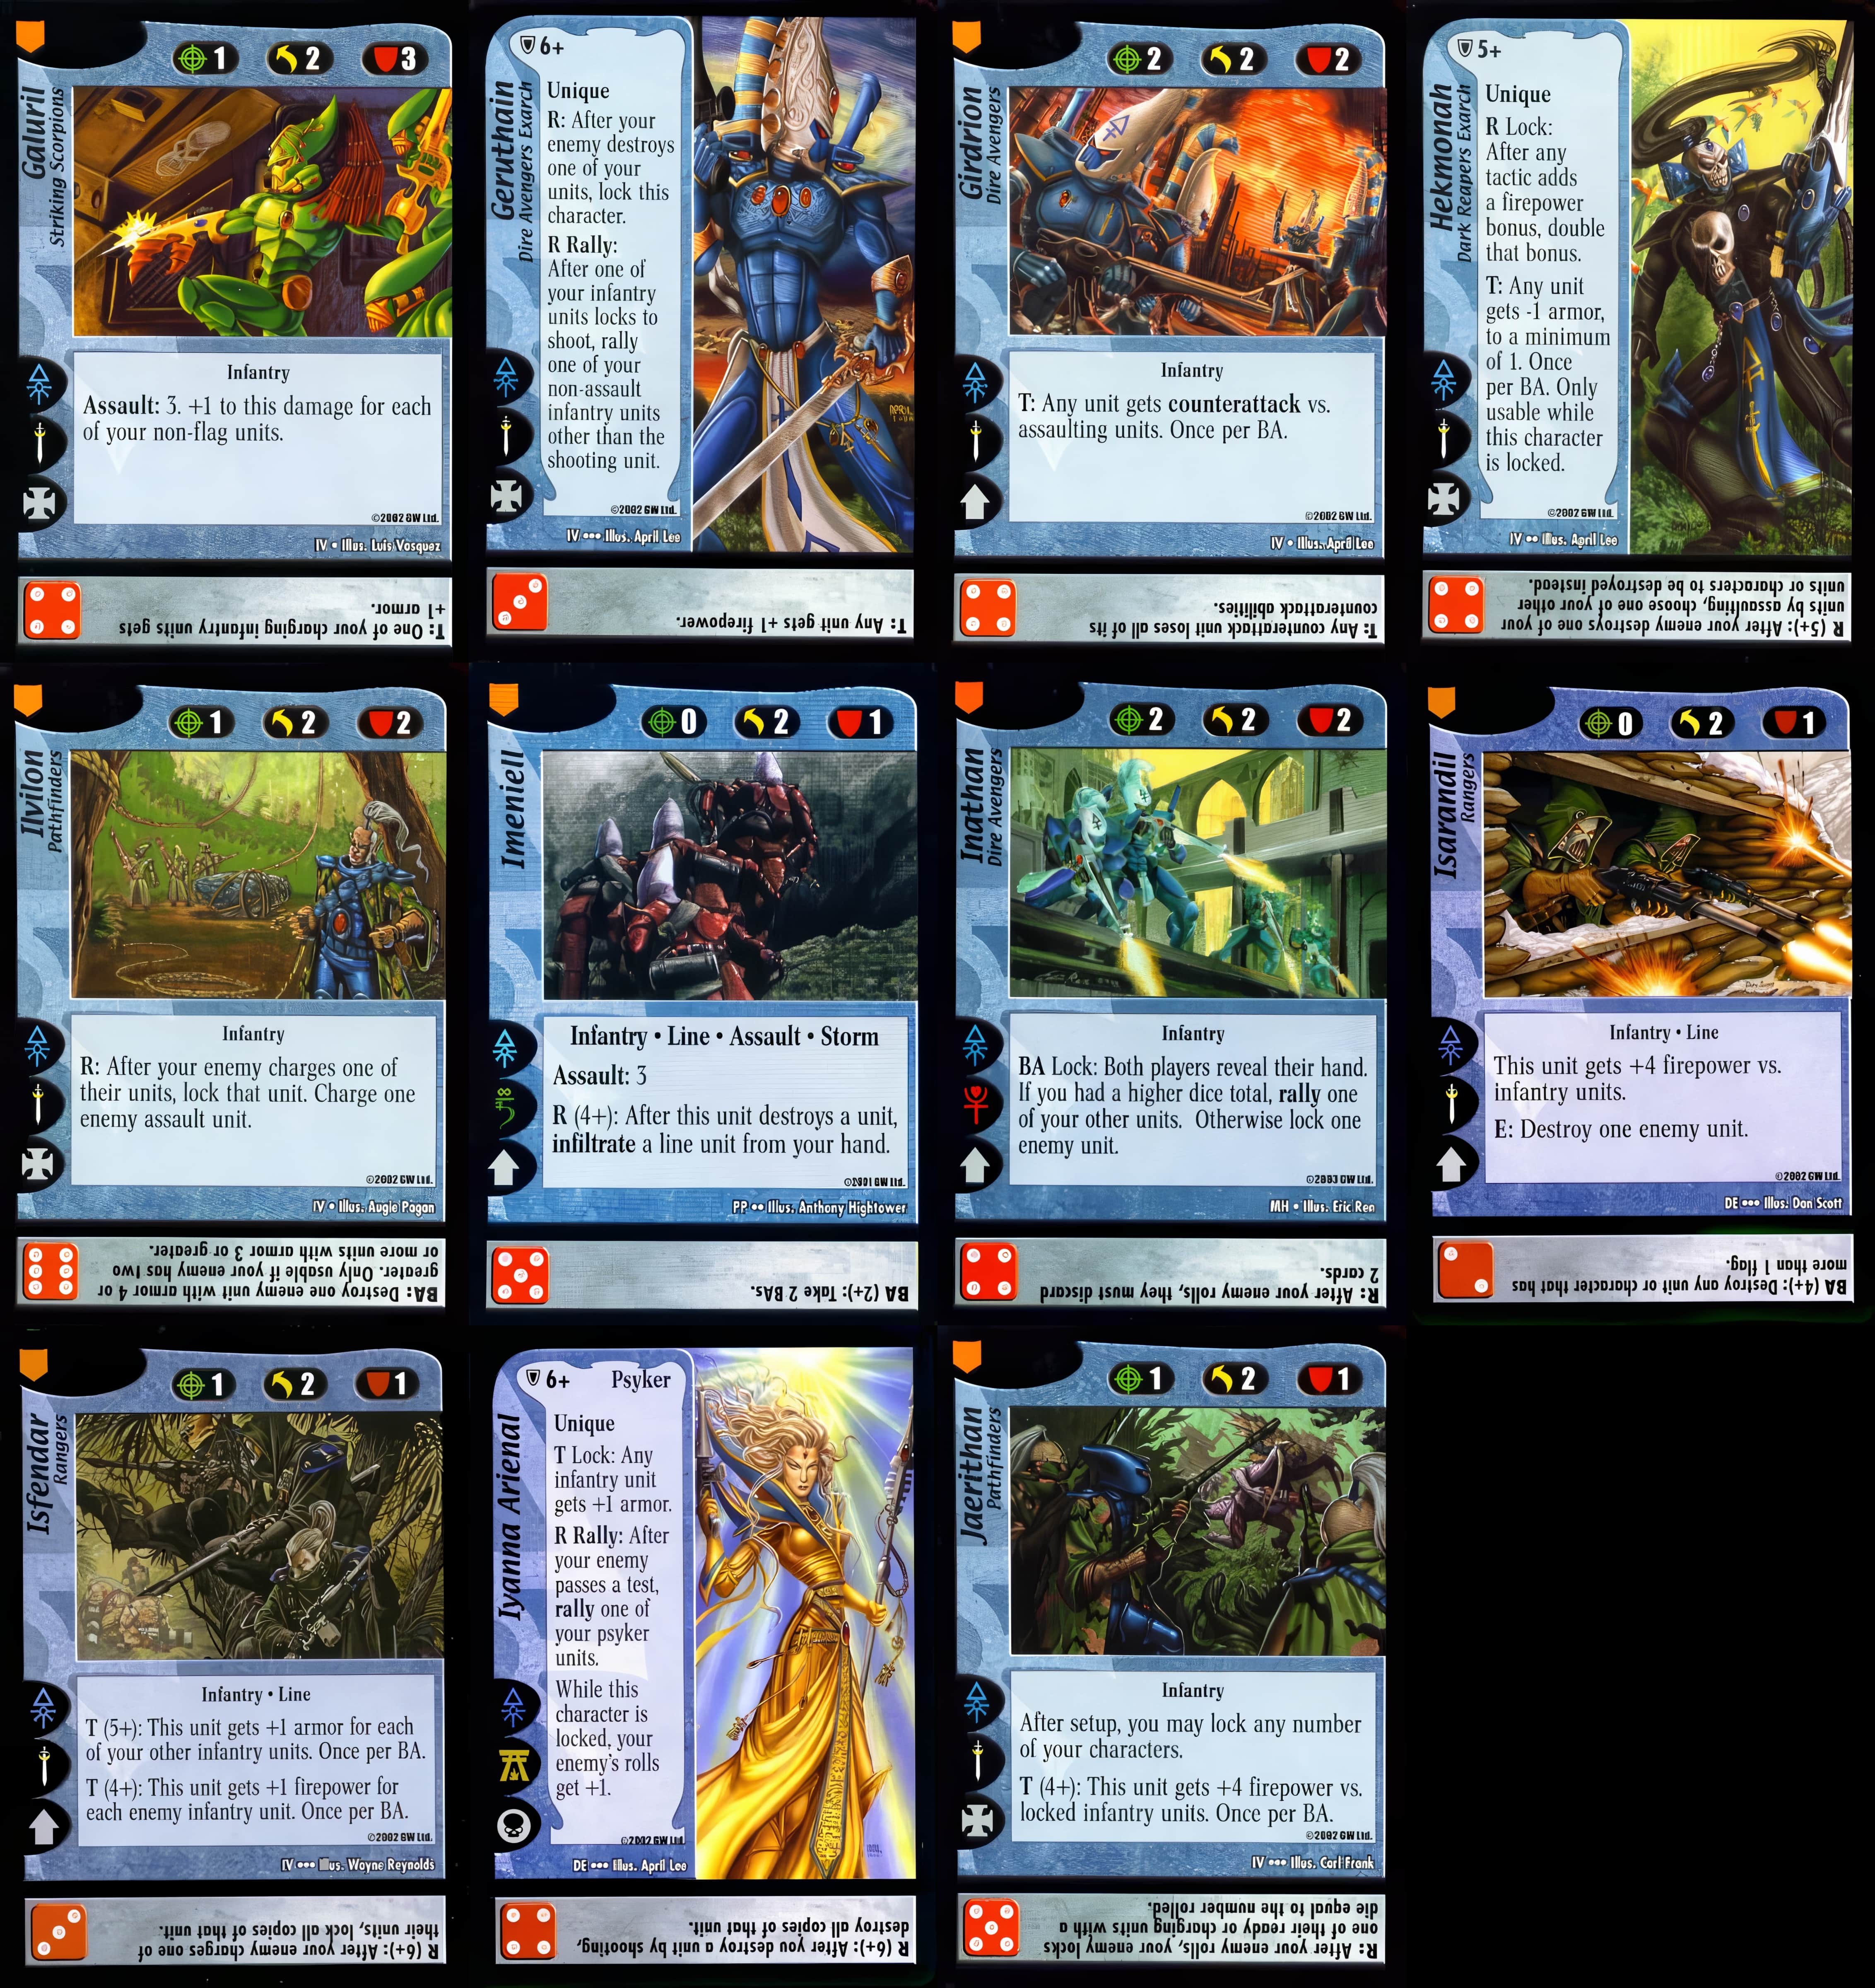 1 2 3
Galuril
Striking Scorpions
Infantry
Assault: 3. +1 to this damage for each
of your non-flag units.
©2002 GW Ltd.
IV • Illus. Luis Vasquez
T: One of your charging infantry units gets
+1 armor.
6+
Geruthain
Dire Avengers Exarch
Unique
R: After your
enemy destroys
one of your
units, lock this
character.
R Rally:
After one of
your infantry
units locks to
shoot, rally
one of your
non-assault
infantry units
other than the
shooting unit.
©2002 GW Ltd.
IV ••• Illus. April Lee
T: Any unit gets +1 firepower.
2 2 2
Girdrion
Dire Avengers
Infantry
T: Any unit gets counterattack vs.
assaulting units. Once per BA.
©2002 GW Ltd.
IV • Illus. April Lee
T: Any counterattack unit loses all of its
counterattack abilities.
5+
Hekmonah
Dark Reapers Exarch
Unique
R Lock:
After any
tactic adds
a firepower
bonus, double
that bonus.
T: Any unit
gets -1 armor,
to a minimum
of 1. Once
per BA. Only
usable while
this character
is locked.
©2002 GW Ltd.
IV •• Illus. April Lee
R (5+): After your enemy destroys one of your
units by assaulting, choose one of your other
units or characters to be destroyed instead.
1 2 2
Ilvilon
Pathfinders
Infantry
R: After your enemy charges one of
their units, lock that unit. Charge one
enemy assault unit.
©2002 GW Ltd.
IV • Illus. Augie Pagan
BA: Destroy one enemy unit with armor 4 or
greater. Only usable if your enemy has two
or more units with armor 3 or greater.
0 2 1
Imeniell
Infantry • Line • Assault • Storm
Assault: 3
R (4+): After this unit destroys a unit,
infiltrate a line unit from your hand.
©2001 GW Ltd.
PP •• Illus. Anthony Hightower
BA (2+): Take 2 BAs.
2 2 2
Inathan
Dire Avengers
Infantry
BA Lock: Both players reveal their hand.
If you had a higher dice total, rally one
of your other units. Otherwise lock one
enemy unit.
©2003 GW Ltd.
MH • Illus. Eric Ren
R: After your enemy rolls, they must discard
2 cards.
0 2 1
Isarandil
Rangers
Infantry • Line
This unit gets +4 firepower vs.
infantry units.
E: Destroy one enemy unit.
©2002 GW Ltd.
DE ••• Illus. Dan Scott
BA (4+): Destroy any unit or character that has
more than 1 flag.
1 2 1
Isfendar
Rangers
Infantry • Line
T (5+): This unit gets +1 armor for each
of your other infantry units. Once per BA.
T (4+): This unit gets +1 firepower for
each enemy infantry unit. Once per BA.
©2002 GW Ltd.
IV ••• Illus. Wayne Reynolds
R (6+): After your enemy charges one of
their units, lock all copies of that unit.
6+ Psyker
Iyanna Arienal
Unique
T Lock: Any
infantry unit
gets +1 armor.
R Rally: After
your enemy
passes a test,
rally one of
your psyker
units.
While this
character is
locked, your
enemy's rolls
get +1.
©2002 GW Ltd.
DE ••• Illus. April Lee
R (6+): After you destroy a unit by shooting,
destroy all copies of that unit.
1 2 1
Jaerithan
Pathfinders
Infantry
After setup, you may lock any number
of your characters.
T (4+): This unit gets +4 firepower vs.
locked infantry units. Once per BA.
©2002 GW Ltd.
IV ••• Illus. Carl Frank
R: After your enemy rolls, your enemy locks
one of their ready or charging units with a
die equal to the number rolled.